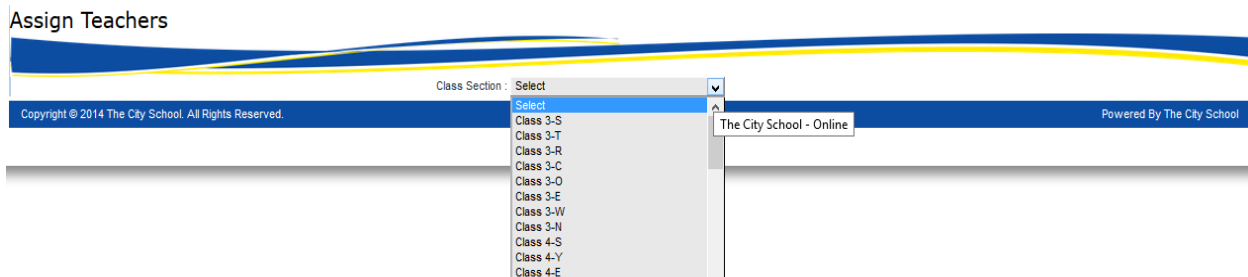 Assign Teachers
Class Section : Select
Select
Copyright © 2014 The City School. All Rights Reserved.
Powered By The City School
The City School - Online
Class 3-S
Class 3-T
Class 3-R
Class 3-C
Class 3-O
Class 3-E
Class 3-W
Class 3-N
Class 4-S
Class 4-Y
Class 4-E